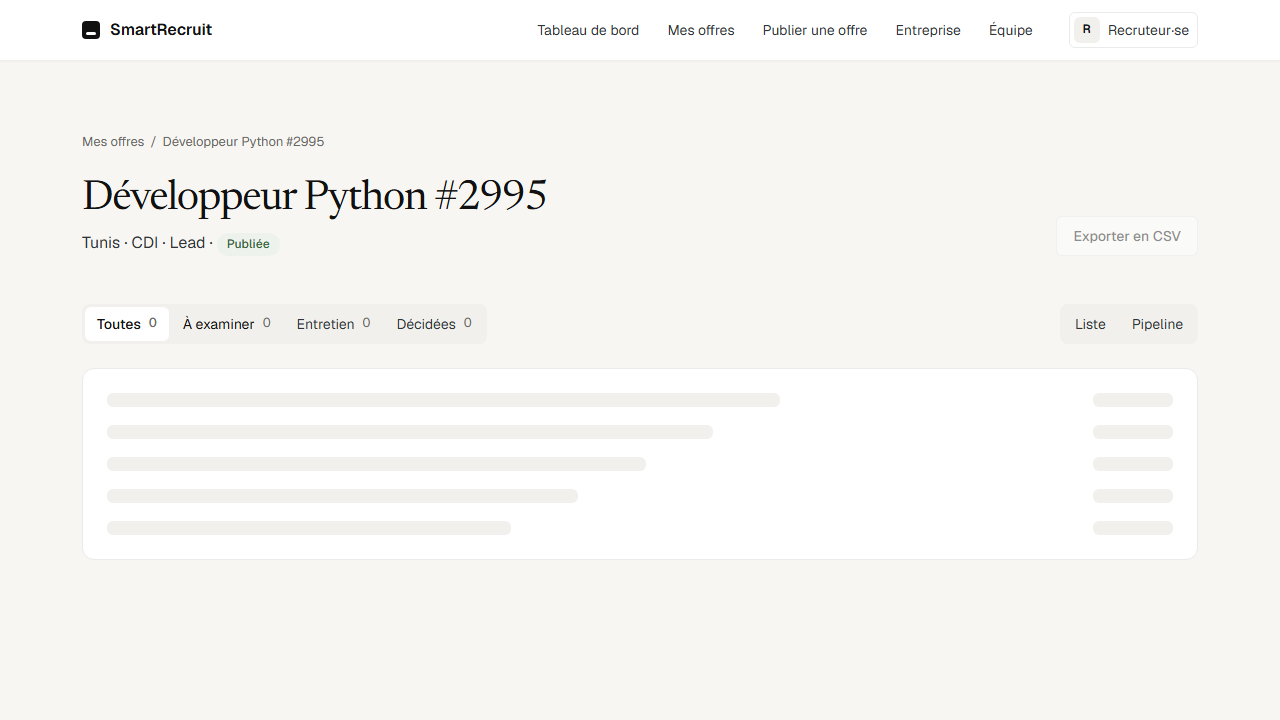 SmartRecruit
Tableau de bord
Mes offres
Publier une offre
Entreprise
Équipe
R
Recruteur·se
Mes offres / Développeur Python #2995
Développeur Python #2995
Tunis · CDI · Lead · Publiée
Exporter en CSV
Toutes 0
À examiner 0
Entretien 0
Décidées 0
Liste
Pipeline